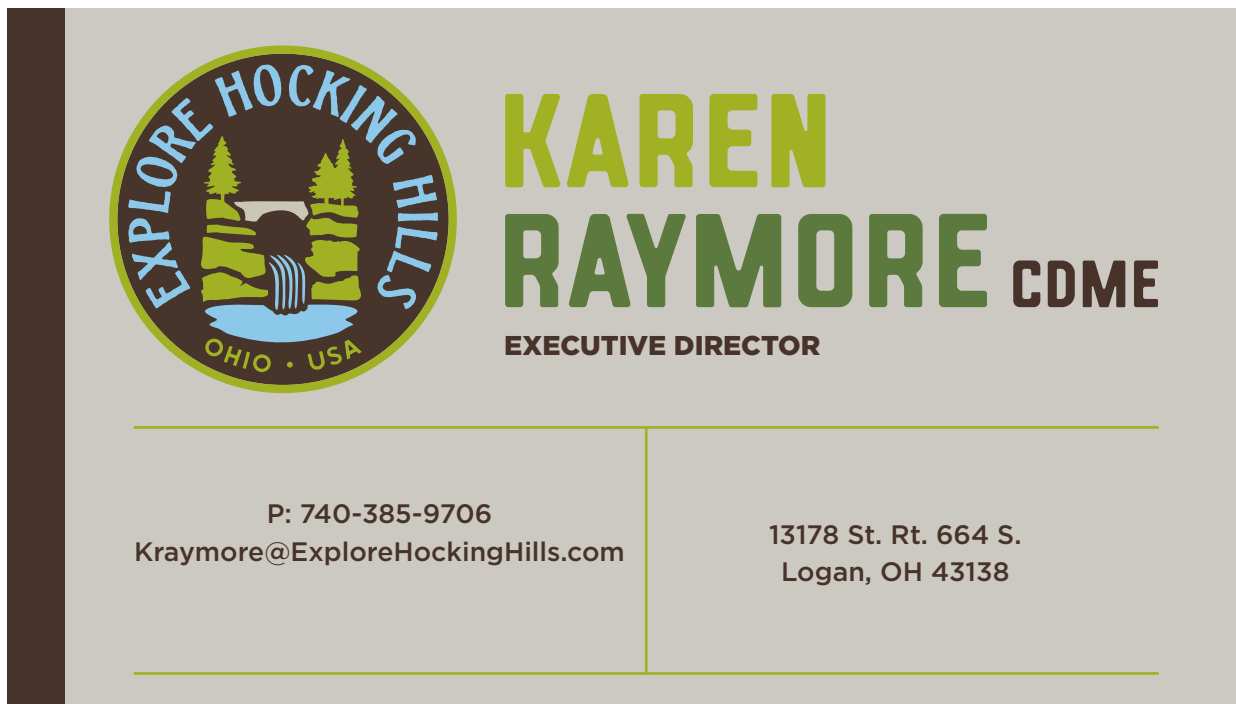 EXPLORE HOCKING HILLS
OHIO • USA
KAREN
RAYMORE CDME
EXECUTIVE DIRECTOR
P: 740-385-9706
Kraymore@ExploreHockingHills.com
13178 St. Rt. 664 S.
Logan, OH 43138